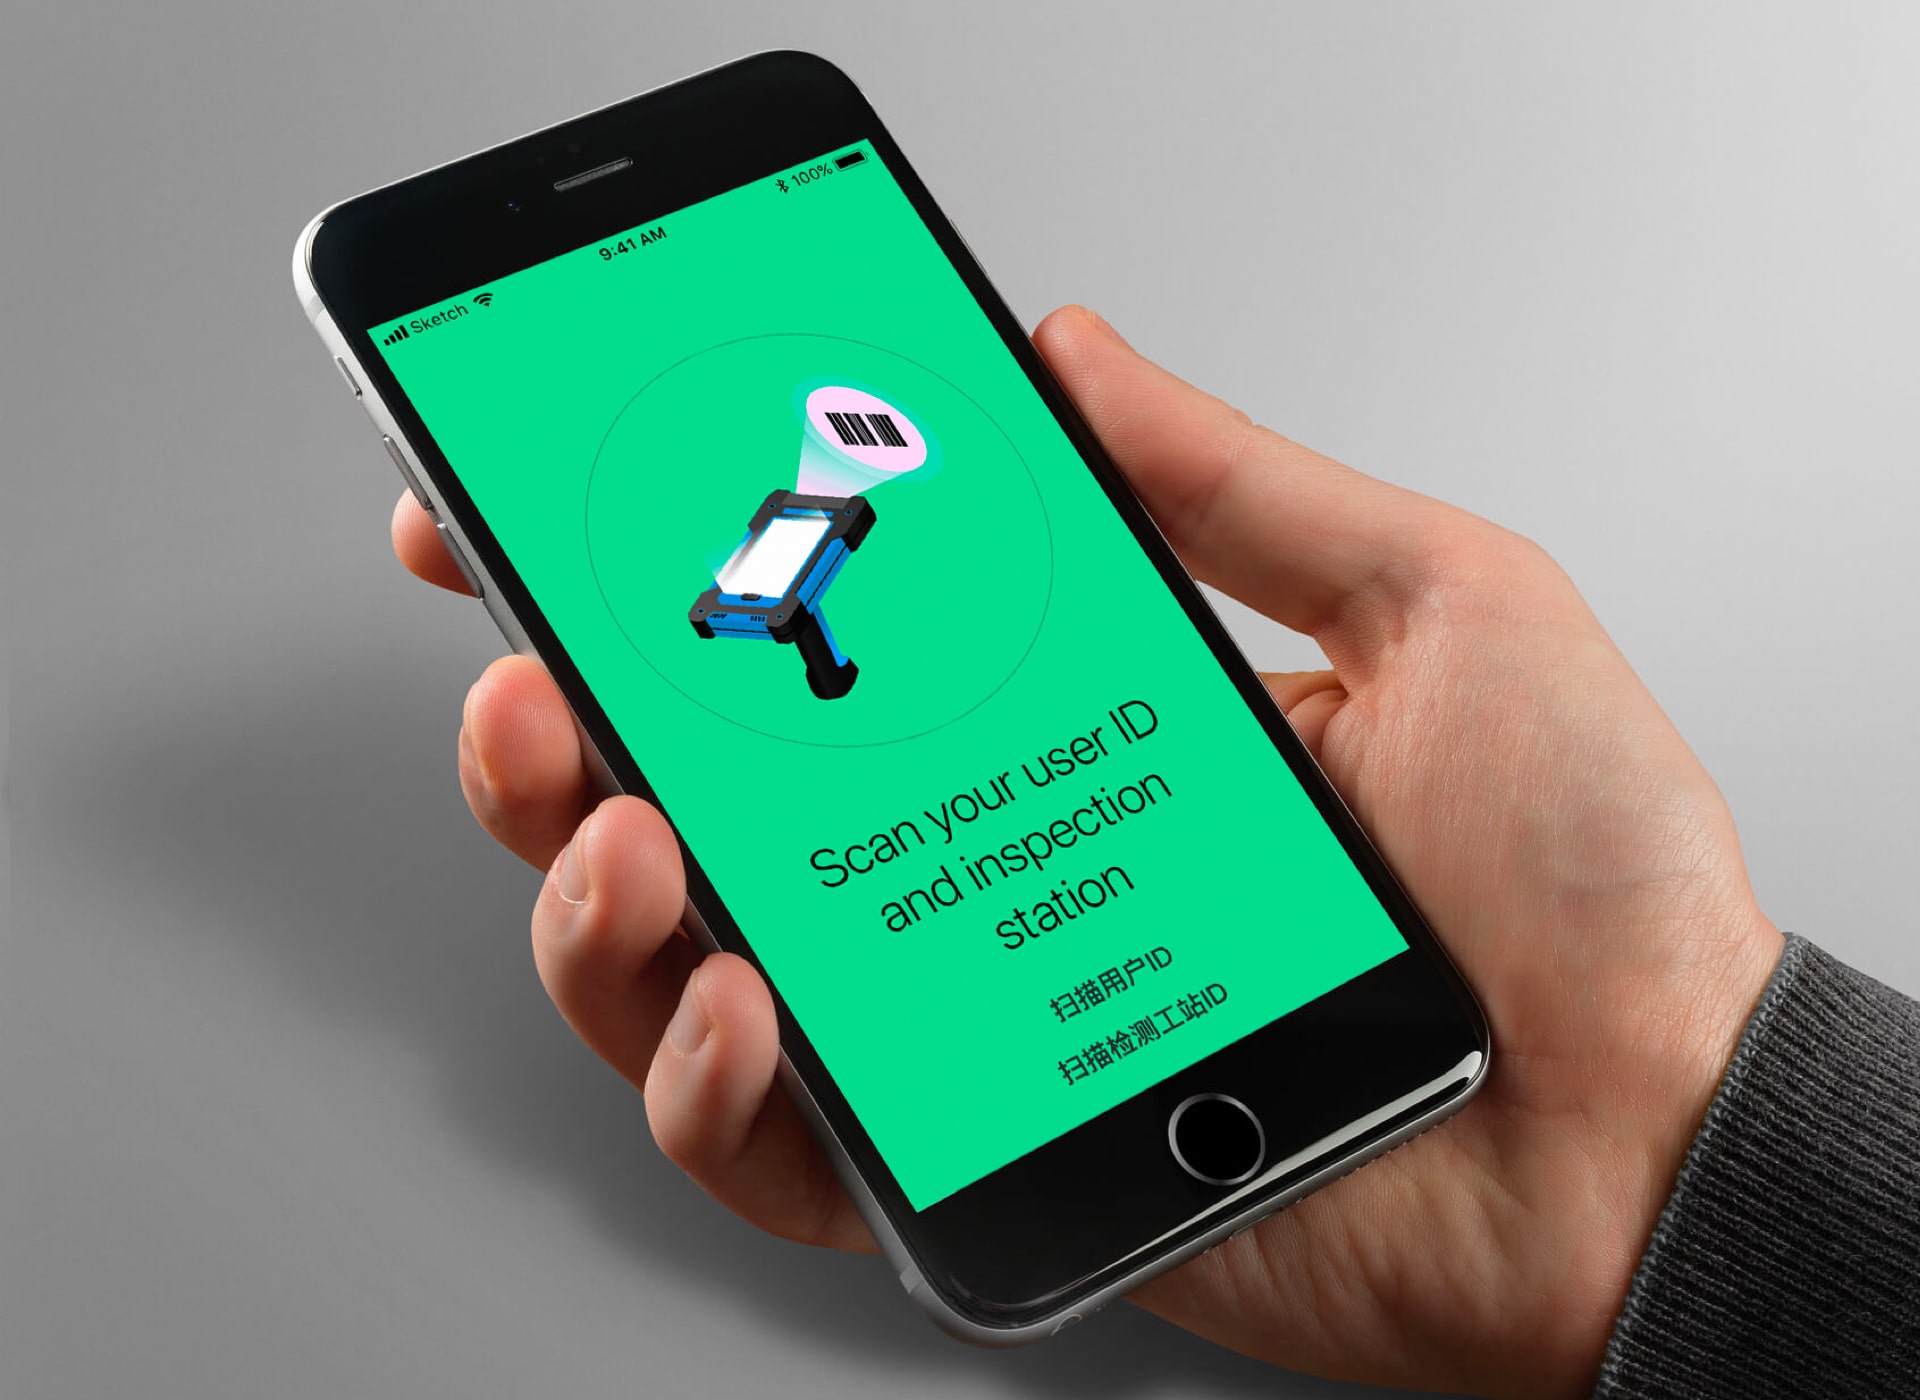 Sketch 9:41 AM 100%
Scan your user ID
and inspection
station
扫描用户ID
扫描检测工站ID